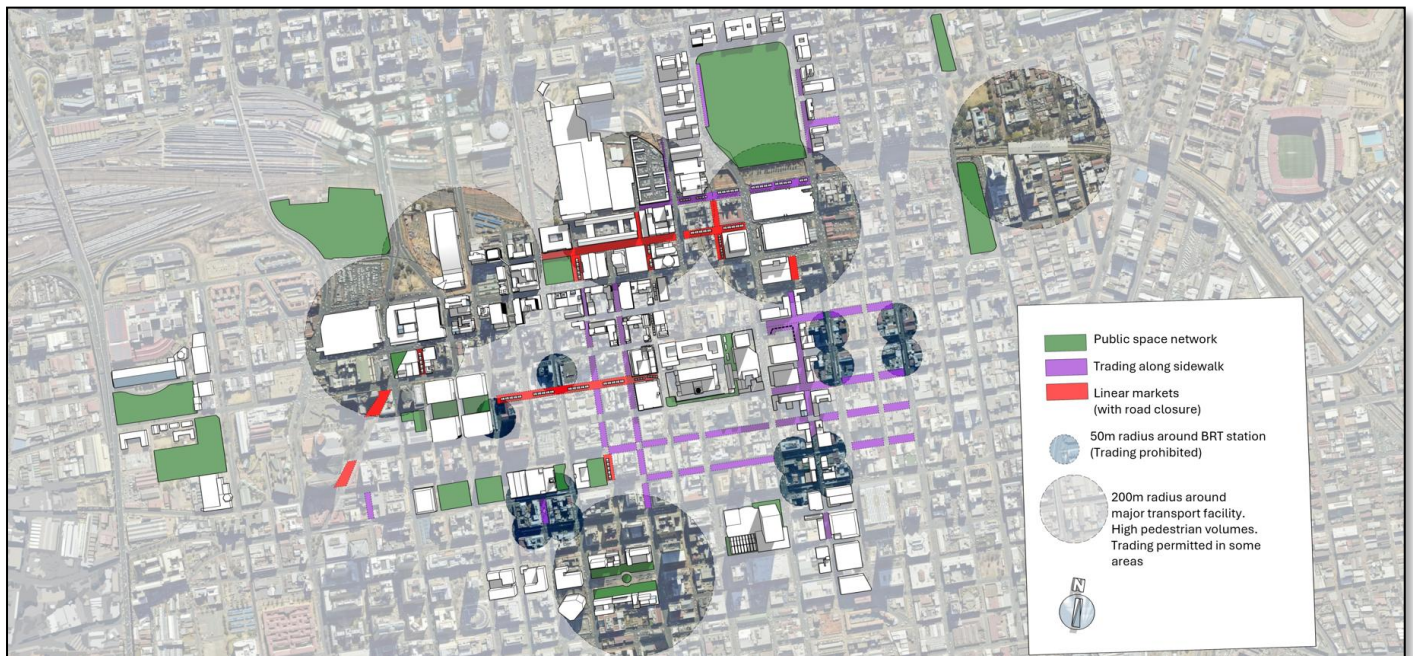 Public space network
Trading along sidewalk
Linear markets
(with road closure)
50m radius around BRT station
(Trading prohibited)
200m radius around
major transport facility.
High pedestrian volumes.
Trading permitted in some
areas
N